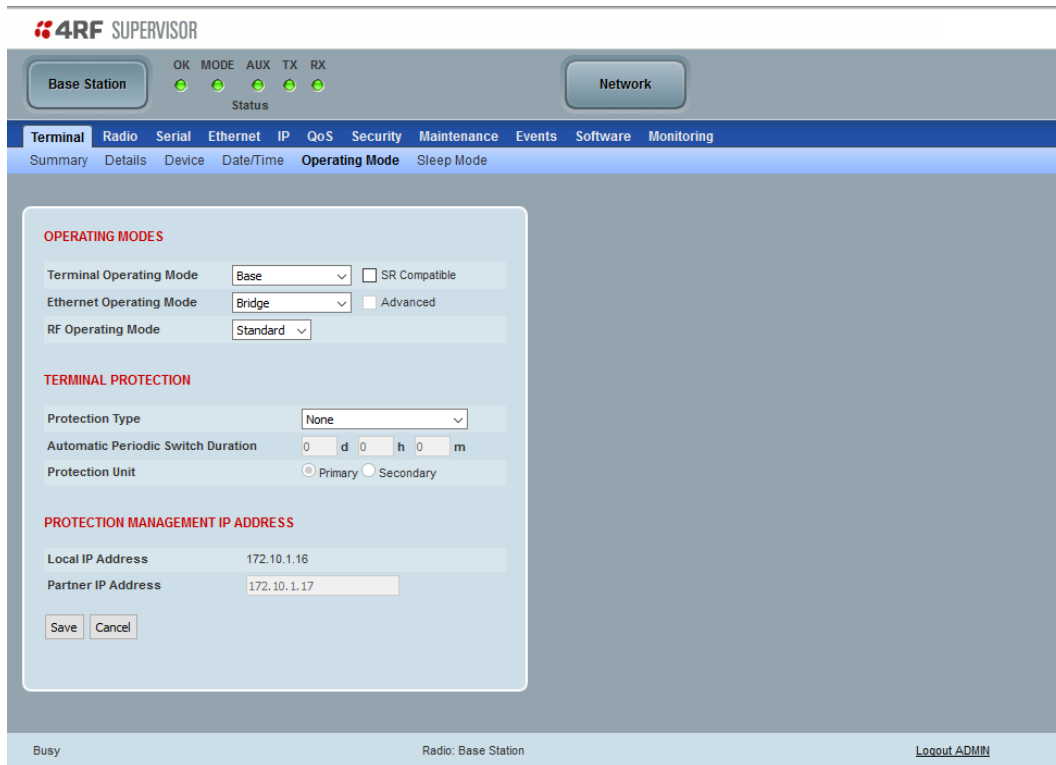 4RF SUPERVISOR
Base Station
OK MODE AUX TX RX
Status
Network
Terminal Radio Serial Ethernet IP QoS Security Maintenance Events Software Monitoring
Summary Details Device Date/Time Operating Mode Sleep Mode
OPERATING MODES
Terminal Operating Mode Base SR Compatible
Ethernet Operating Mode Bridge Advanced
RF Operating Mode Standard
TERMINAL PROTECTION
Protection Type None
Automatic Periodic Switch Duration 0 d 0 h 0 m
Protection Unit Primary Secondary
PROTECTION MANAGEMENT IP ADDRESS
Local IP Address 172.10.1.16
Partner IP Address 172.10.1.17
Save Cancel
Busy Radio: Base Station Logout ADMIN